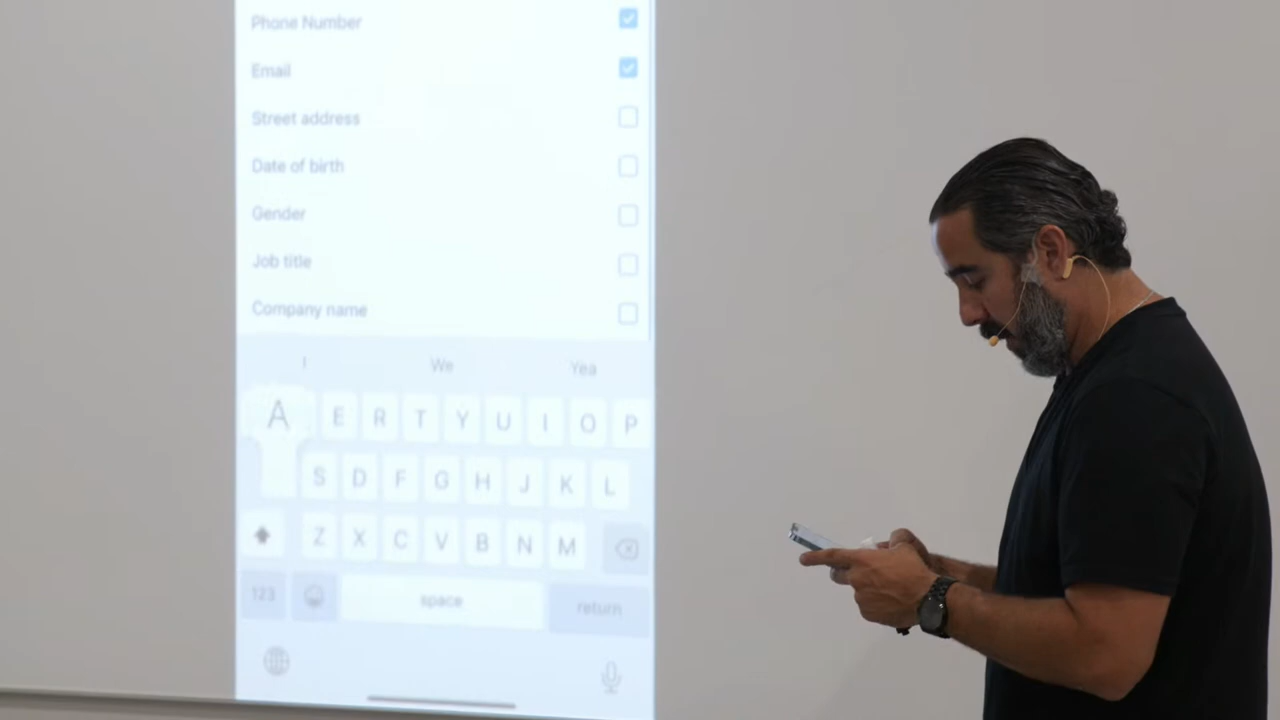 Phone Number
Email
Street address
Date of birth
Gender
Job title
Company name
I We Yea
A E R T Y U I O P
S D F G H J K L
Z X C V B N M
123 space return